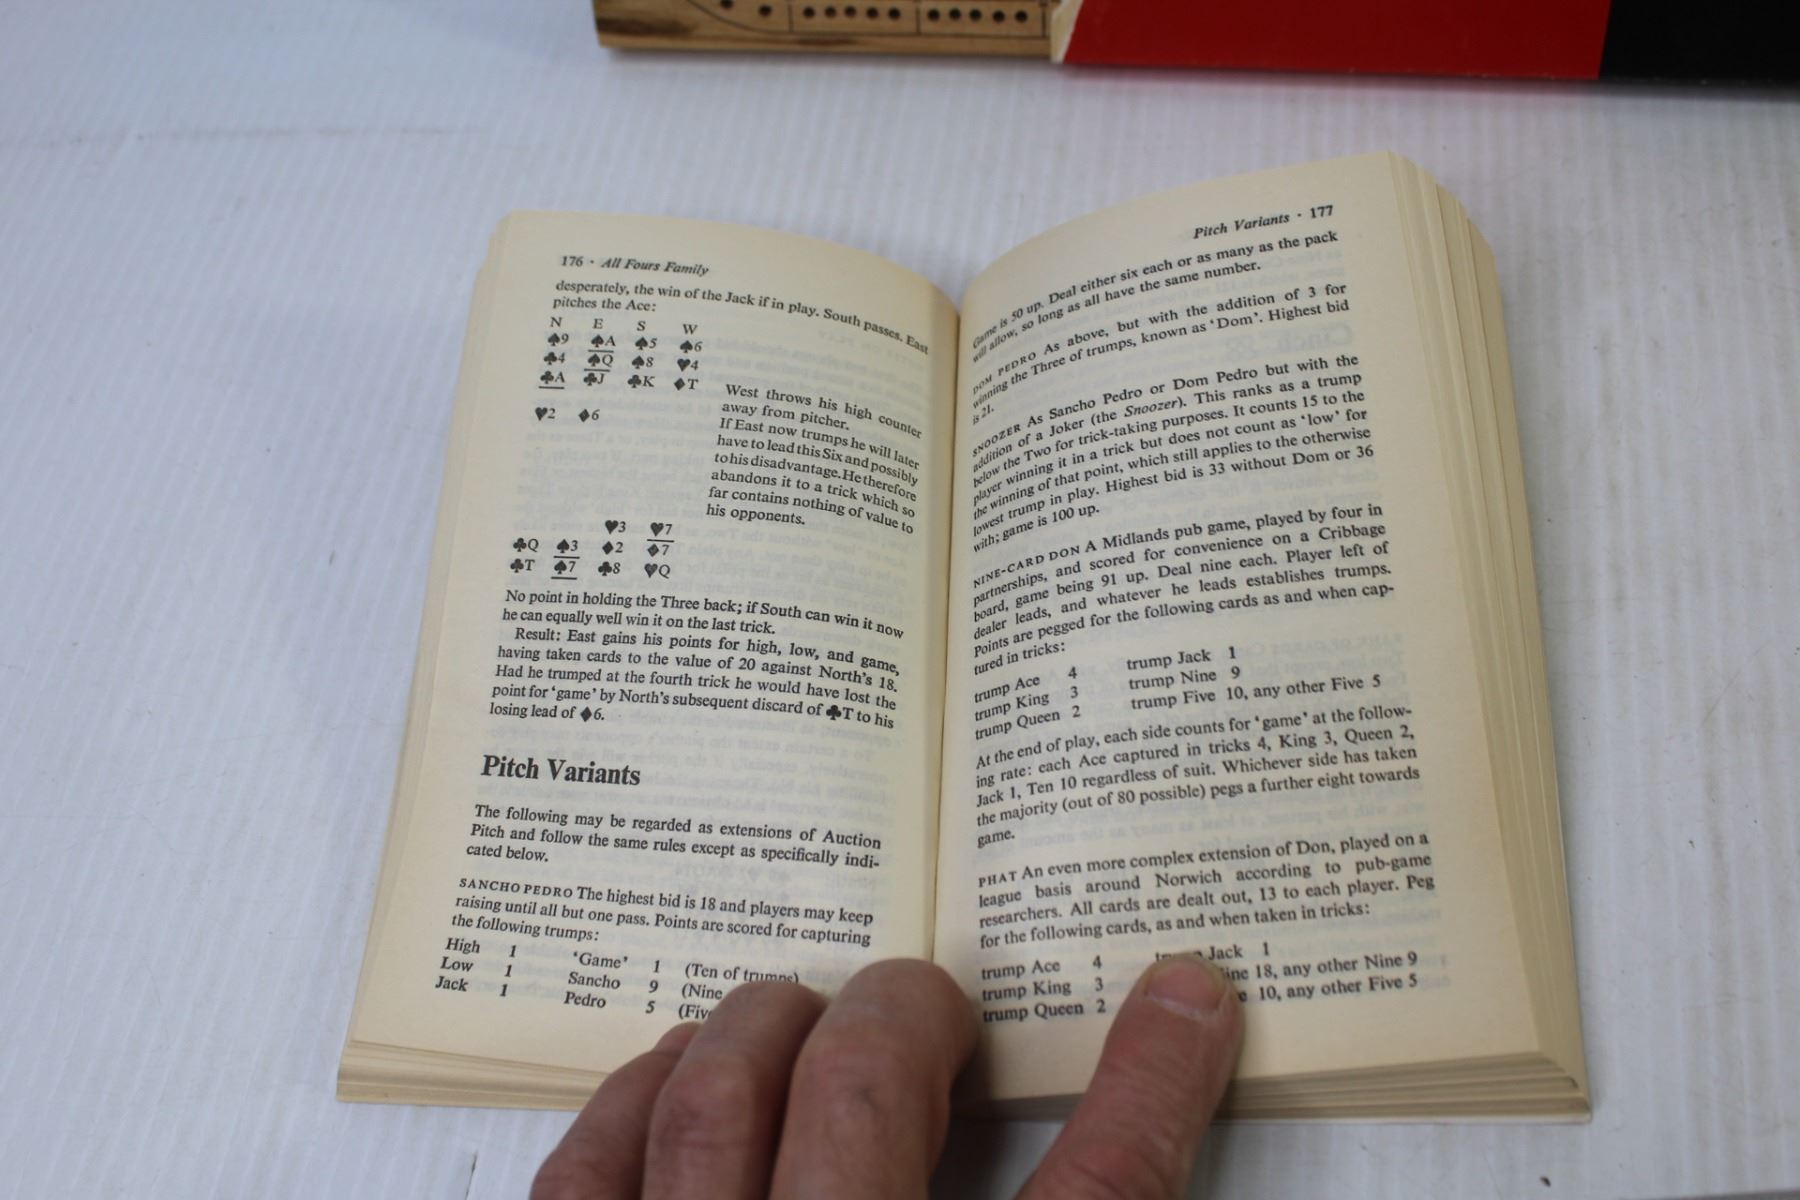 176 · All Fours Family
desperately, the win of the Jack if in play. South passes. East
pitches the Ace:
N E S W
♠9 ♠A ♠5 ♠6
♣4 ♠Q ♠8 ♥4
♣A ♣J ♣K ♦T
♥2 ♦6
West throws his high counter
away from pitcher.
If East now trumps he will later
have to lead this Six and possibly
to his disadvantage. He therefore
abandons it to a trick which so
far contains nothing of value to
his opponents.
♥3 ♥7
♣Q ♠3 ♦2 ♦7
♣T ♠7 ♣8 ♥Q
No point in holding the Three back; if South can win it now
he can equally well win it on the last trick.
Result: East gains his points for high, low, and game,
having taken cards to the value of 20 against North's 18.
Had he trumped at the fourth trick he would have lost the
point for 'game' by North's subsequent discard of ♣T to his
losing lead of ♦6.
Pitch Variants
The following may be regarded as extensions of Auction
Pitch and follow the same rules except as specifically indi-
cated below.
SANCHO PEDRO The highest bid is 18 and players may keep
raising until all but one pass. Points are scored for capturing
the following trumps:
High 1 'Game' 1 (Ten of trumps)
Low 1 Sancho 9 (Nine
Jack 1 Pedro 5
Pitch Variants · 177
Game is 50 up. Deal either six each or as many as the pack
will allow, so long as all have the same number.
DOM PEDRO As above, but with the addition of 3 for
winning the Three of trumps, known as 'Dom'. Highest bid
is 21.
SNOOZER As Sancho Pedro or Dom Pedro but with the
addition of a Joker (the Snoozer). This ranks as a trump
below the Two for trick-taking purposes. It counts 15 to the
player winning it in a trick but does not count as 'low' for
the winning of that point, which still applies to the otherwise
lowest trump in play. Highest bid is 33 without Dom or 36
with; game is 100 up.
NINE-CARD DON A Midlands pub game, played by four in
partnerships, and scored for convenience on a Cribbage
board, game being 91 up. Deal nine each. Player left of
dealer leads, and whatever he leads establishes trumps.
Points are pegged for the following cards as and when cap-
tured in tricks:
trump Ace 4 trump Jack 1
trump King 3 trump Nine 9
trump Queen 2 trump Five 10, any other Five 5
At the end of play, each side counts for 'game' at the follow-
ing rate: each Ace captured in tricks 4, King 3, Queen 2,
Jack 1, Ten 10 regardless of suit. Whichever side has taken
the majority (out of 80 possible) pegs a further eight towards
game.
PHAT An even more complex extension of Don, played on a
league basis around Norwich according to pub-game
researchers. All cards are dealt out, 13 to each player. Peg
for the following cards, as and when taken in tricks:
trump Ace 4 Jack 1
trump King 3 18, any other Nine 9
trump Queen 2 10, any other Five 5